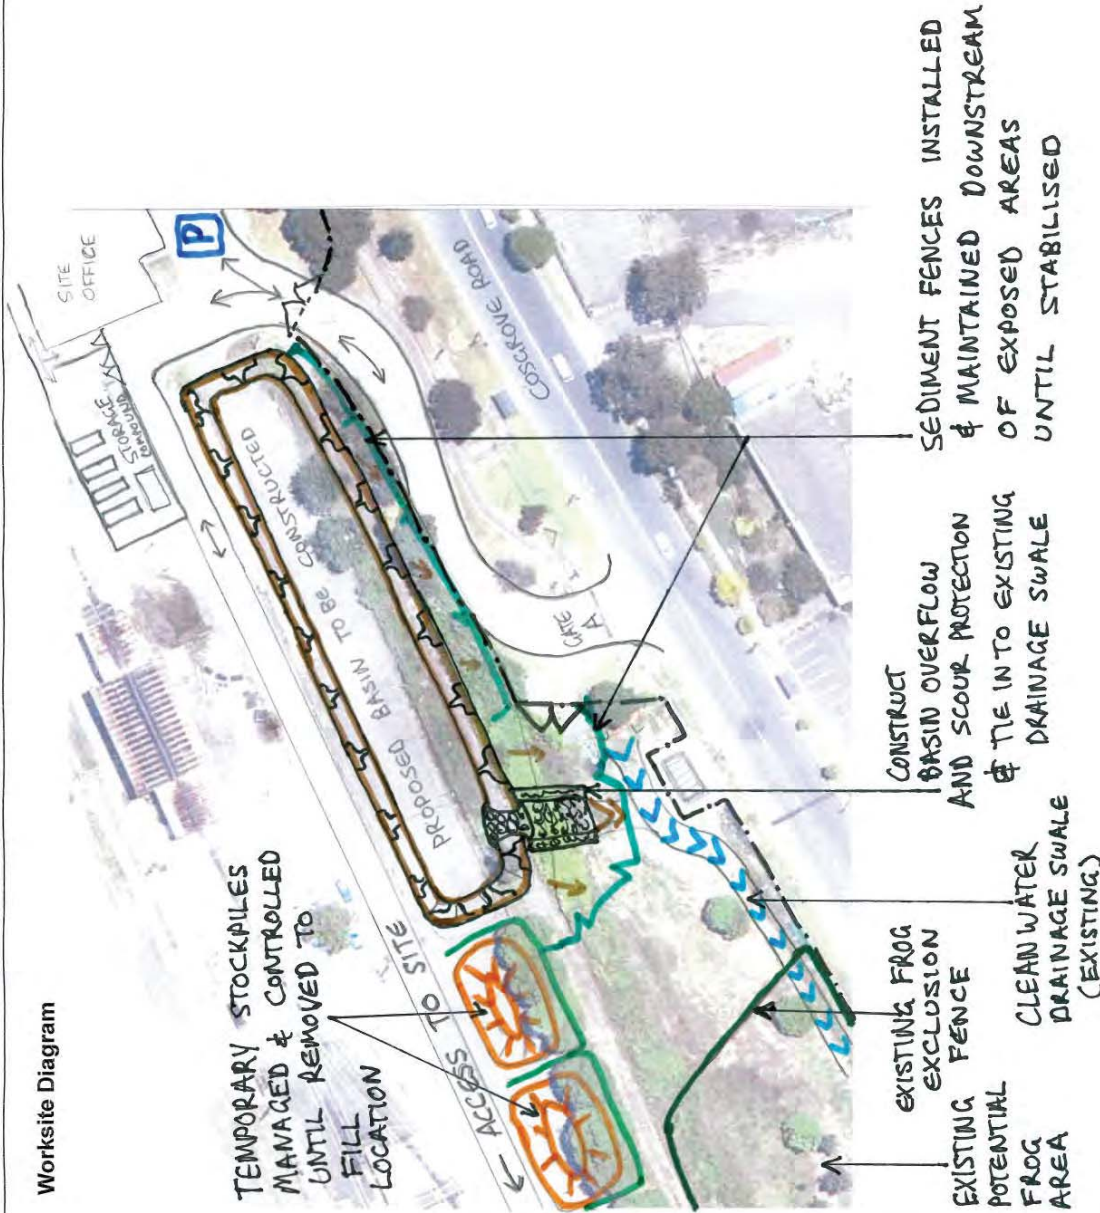 Worksite Diagram
TEMPORARY STOCKPILES
MANAGED & CONTROLLED
UNTIL REMOVED TO
FILL
LOCATION
SITE
OFFICE
STORAGE
COMPOUND
P
PROPOSED BASIN TO BE CONSTRUCTED
ACCESS TO SITE
COSGROVE ROAD
GATE
A
EXISTING
POTENTIAL
FROG
AREA
EXISTING FROG
EXCLUSION
FENCE
CLEAN WATER
DRAINAGE SWALE
(EXISTING)
CONSTRUCT
BASIN OVERFLOW
AND SCOUR PROTECTION
& TIE INTO EXISTING
DRAINAGE SWALE
SEDIMENT FENCES INSTALLED
& MAINTAINED DOWNSTREAM
OF EXPOSED AREAS
UNTIL STABILISED